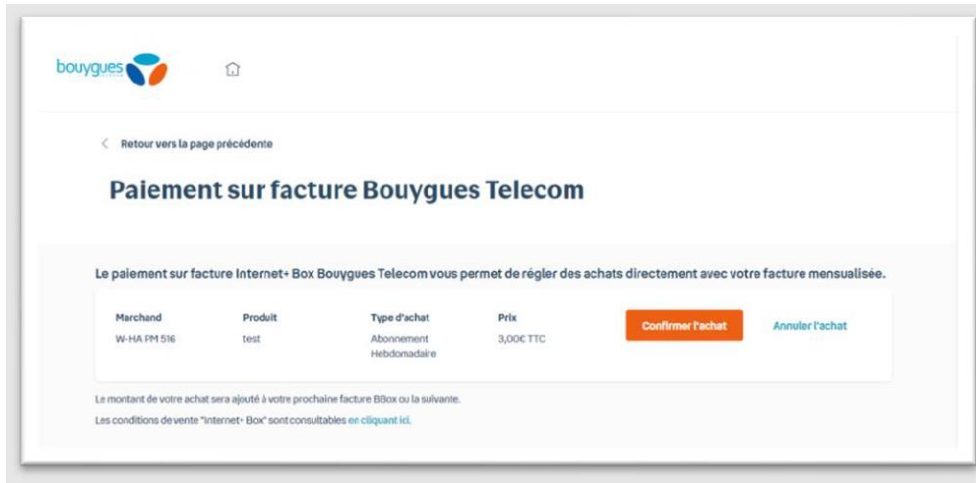 bouygues
Retour vers la page précédente
Paiement sur facture Bouygues Telecom
Le paiement sur facture Internet+ Box Bouygues Telecom vous permet de régler des achats directement avec votre facture mensualisée.
Marchand Produit Type d'achat Prix
W-HA PM 516 test Abonnement 3,00€ TTC Confirmer l'achat Annuler l'achat
Hebdomadaire
Le montant de votre achat sera ajouté à votre prochaine facture BBox ou la suivante.
Les conditions de vente "Internet+ Box" sont consultables en cliquant ici.